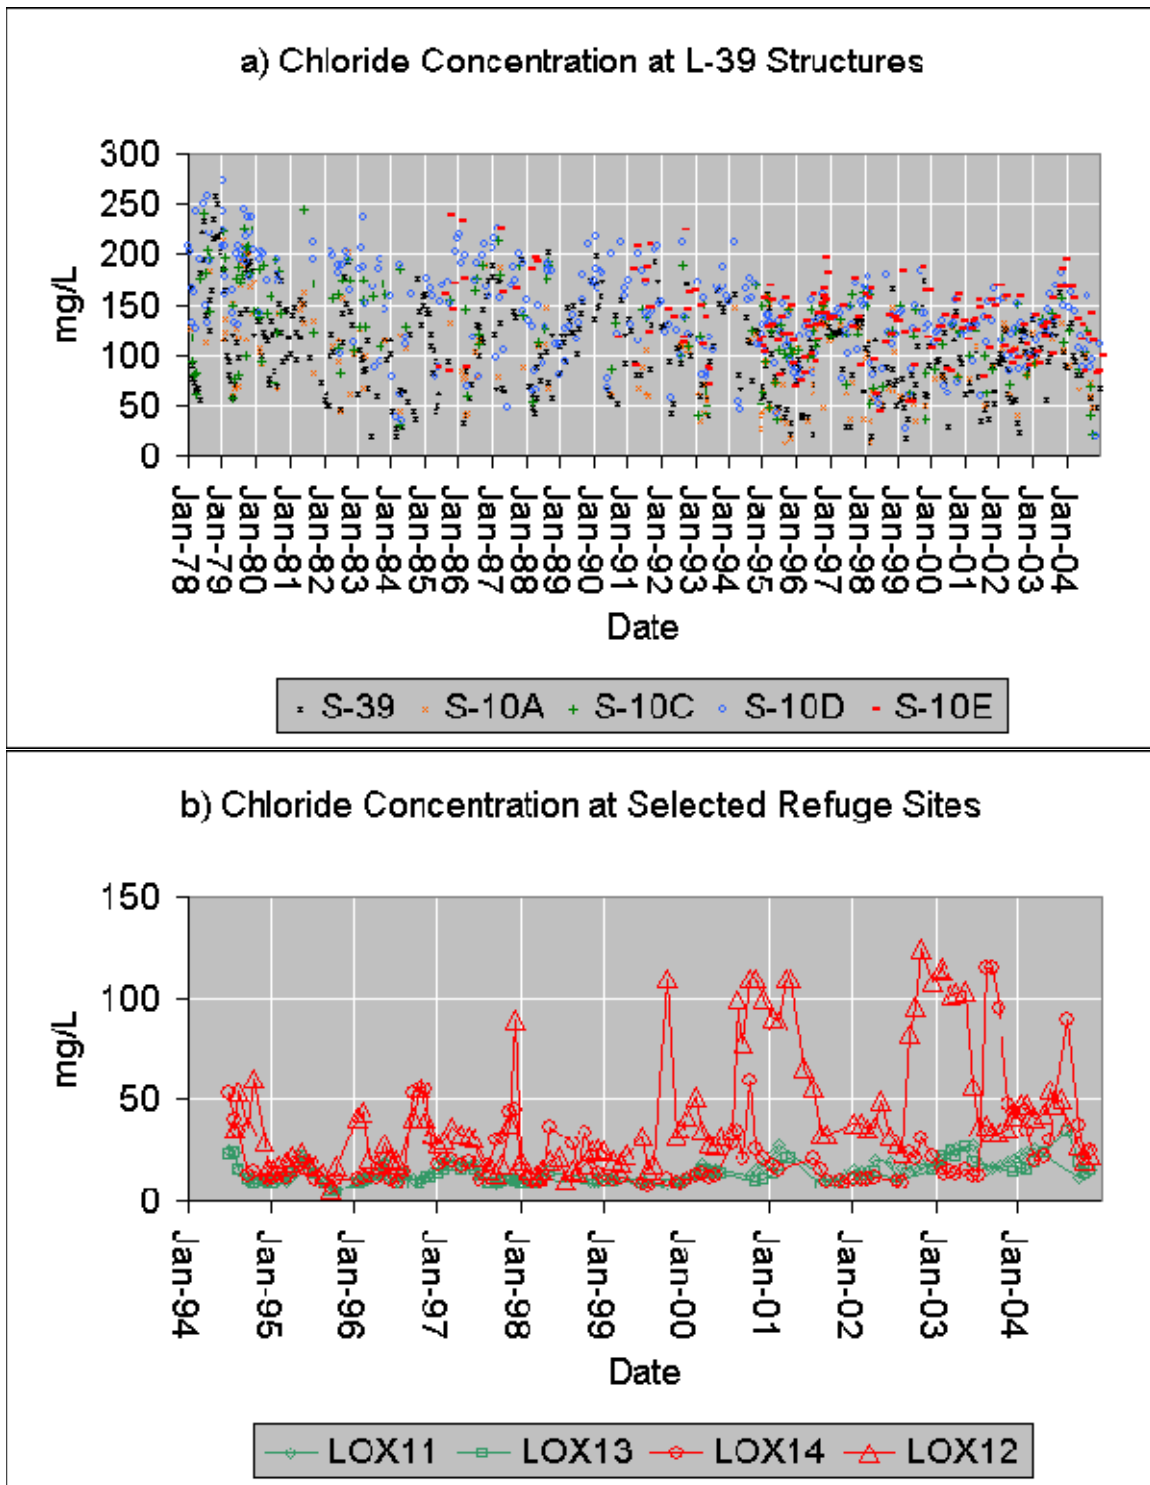 a) Chloride Concentration at L-39 Structures
300
250
200
150
100
50
0
mg/L
Jan-78
Jan-79
Jan-80
Jan-81
Jan-82
Jan-83
Jan-84
Jan-85
Jan-86
Jan-87
Jan-88
Jan-89
Jan-90
Jan-91
Jan-92
Jan-93
Jan-94
Jan-95
Jan-96
Jan-97
Jan-98
Jan-99
Jan-00
Jan-01
Jan-02
Jan-03
Jan-04
Date
S-39 S-10A S-10C S-10D S-10E
b) Chloride Concentration at Selected Refuge Sites
150
100
50
0
mg/L
Jan-94
Jan-95
Jan-96
Jan-97
Jan-98
Jan-99
Jan-00
Jan-01
Jan-02
Jan-03
Jan-04
Date
LOX11 LOX13 LOX14 LOX12